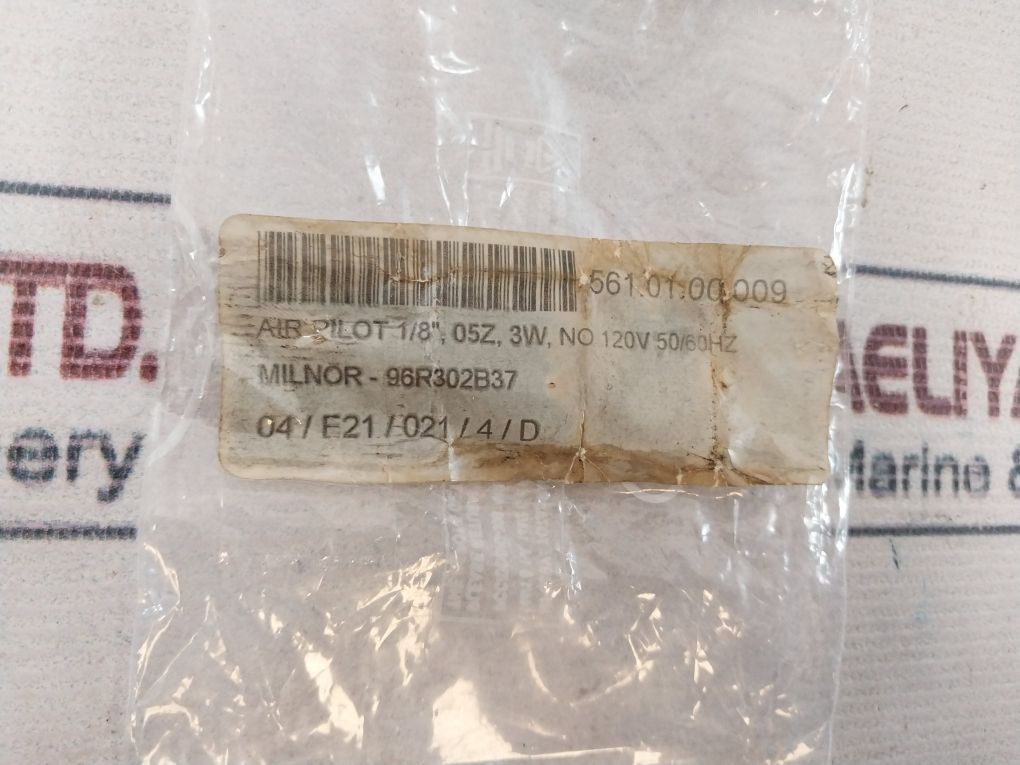 561.01.00.009
AIR PILOT 1/8", 05Z, 3W, NO 120V 50/60HZ
MILNOR - 96R302B37
04 / E21 / 021 / 4 / D
TD.
ery
AELIYA
Marine &